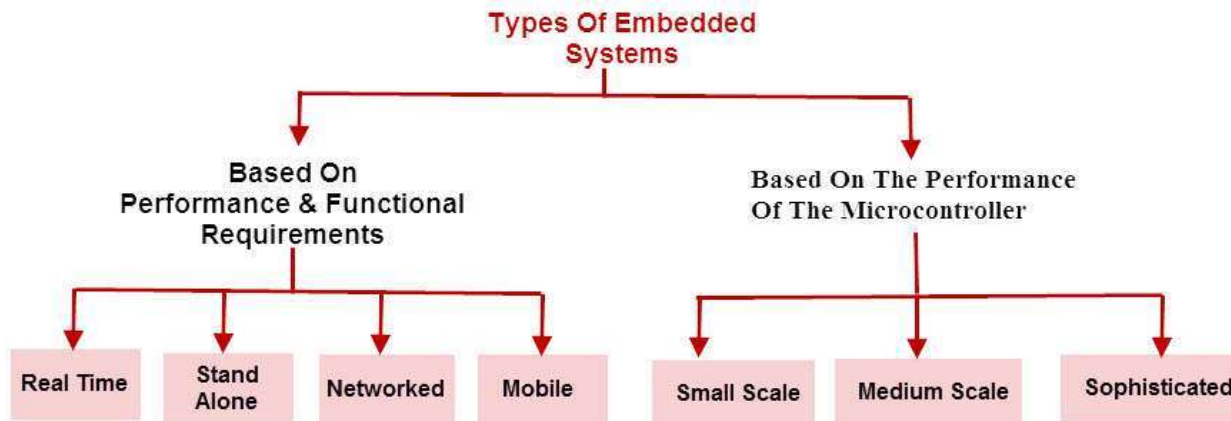 Types Of Embedded
Systems
Based On
Performance & Functional
Requirements
Based On The Performance
Of The Microcontroller
Real Time
Stand
Alone
Networked
Mobile
Small Scale
Medium Scale
Sophisticated